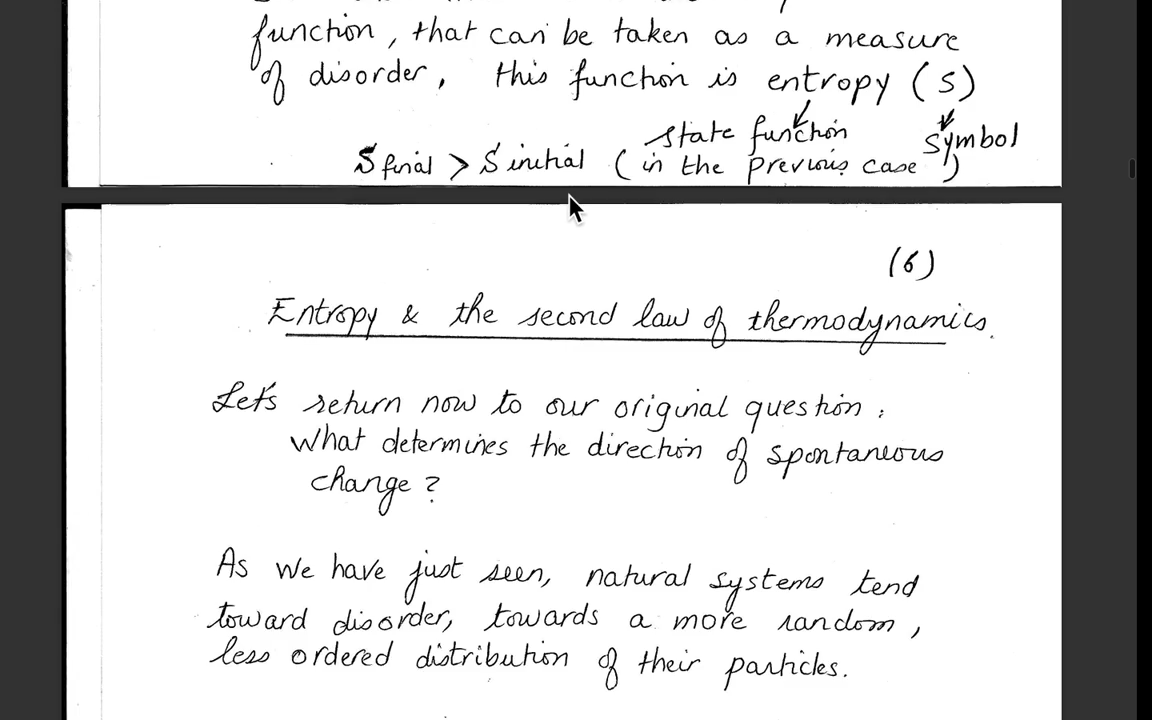 function, that can be taken as a measure
of disorder, this function is entropy (S)
state function symbol
S final > S initial ( in the previous case )
(6)
Entropy & the second law of thermodynamics.
Let's return now to our original question:
What determines the direction of spontaneous
change?
As we have just seen, natural systems tend
toward disorder, towards a more random,
less ordered distribution of their particles.